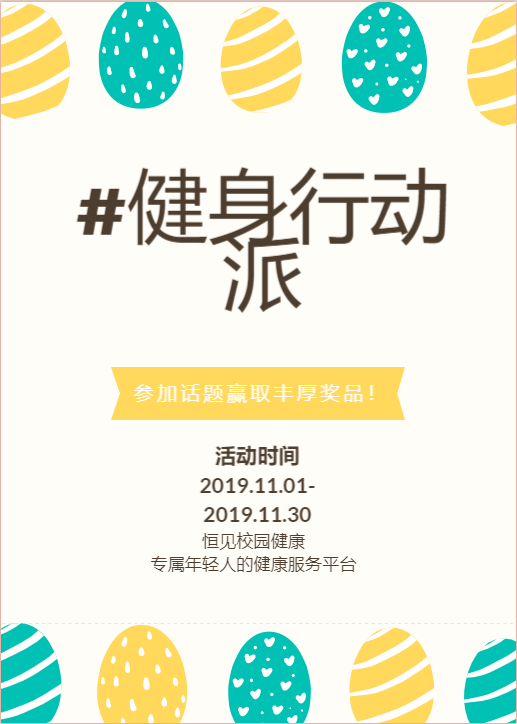 #健身行动
派
参加话题赢取丰厚奖品！
活动时间
2019.11.01-
2019.11.30
恒见校园健康
专属年轻人的健康服务平台